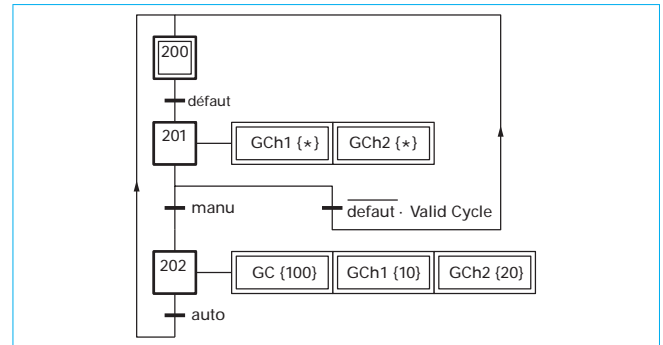 200
défaut
201 GCh1 {*} GCh2 {*}
manu defaut · Valid Cycle
202 GC {100} GCh1 {10} GCh2 {20}
auto